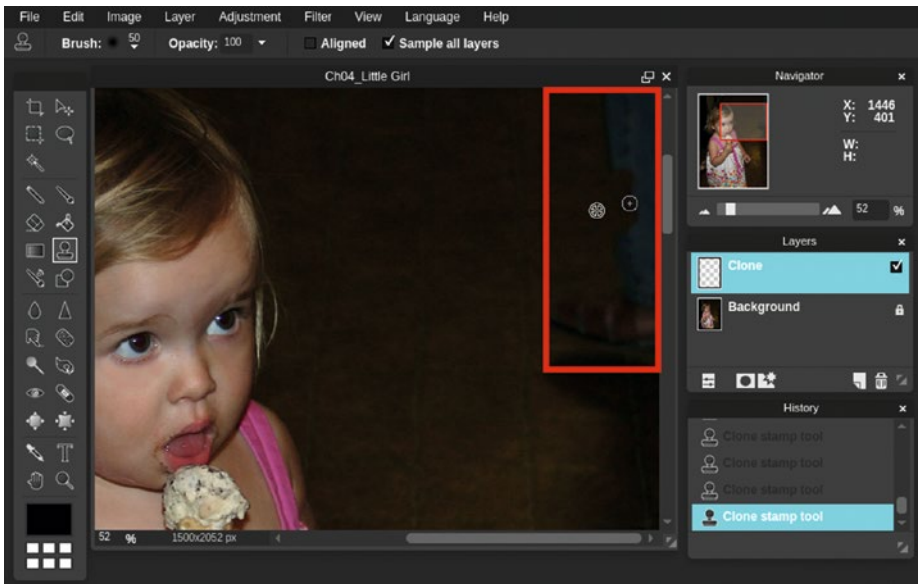 File Edit Image Layer Adjustment Filter View Language Help
Brush: 50 Opacity: 100 Aligned Sample all layers
Ch04_Little Girl
Navigator
X: 1446
Y: 401
W:
H:
52 %
Layers
Clone
Background
T
History
Clone stamp tool
Clone stamp tool
Clone stamp tool
Clone stamp tool
52 % 1500x2052 px